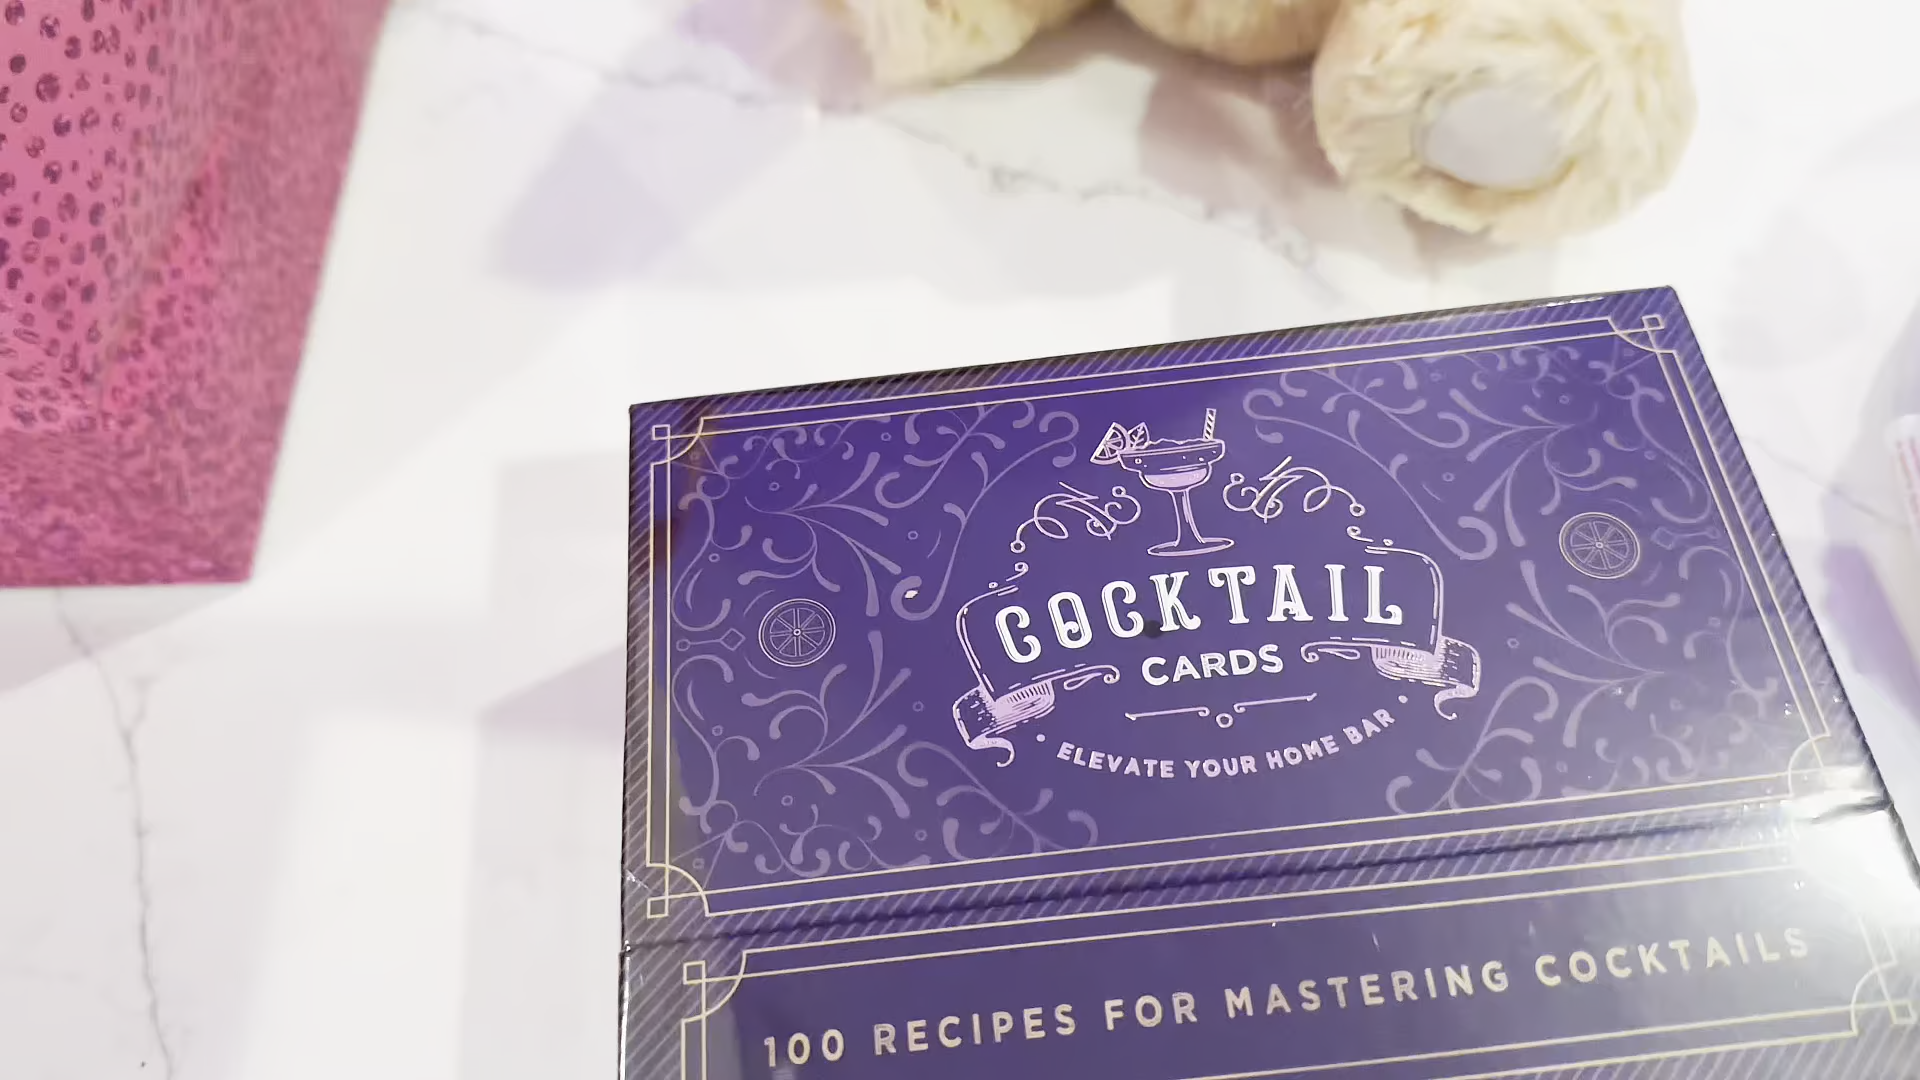 COCKTAIL
CARDS
• ELEVATE YOUR HOME BAR •
100 RECIPES FOR MASTERING COCKTAILS